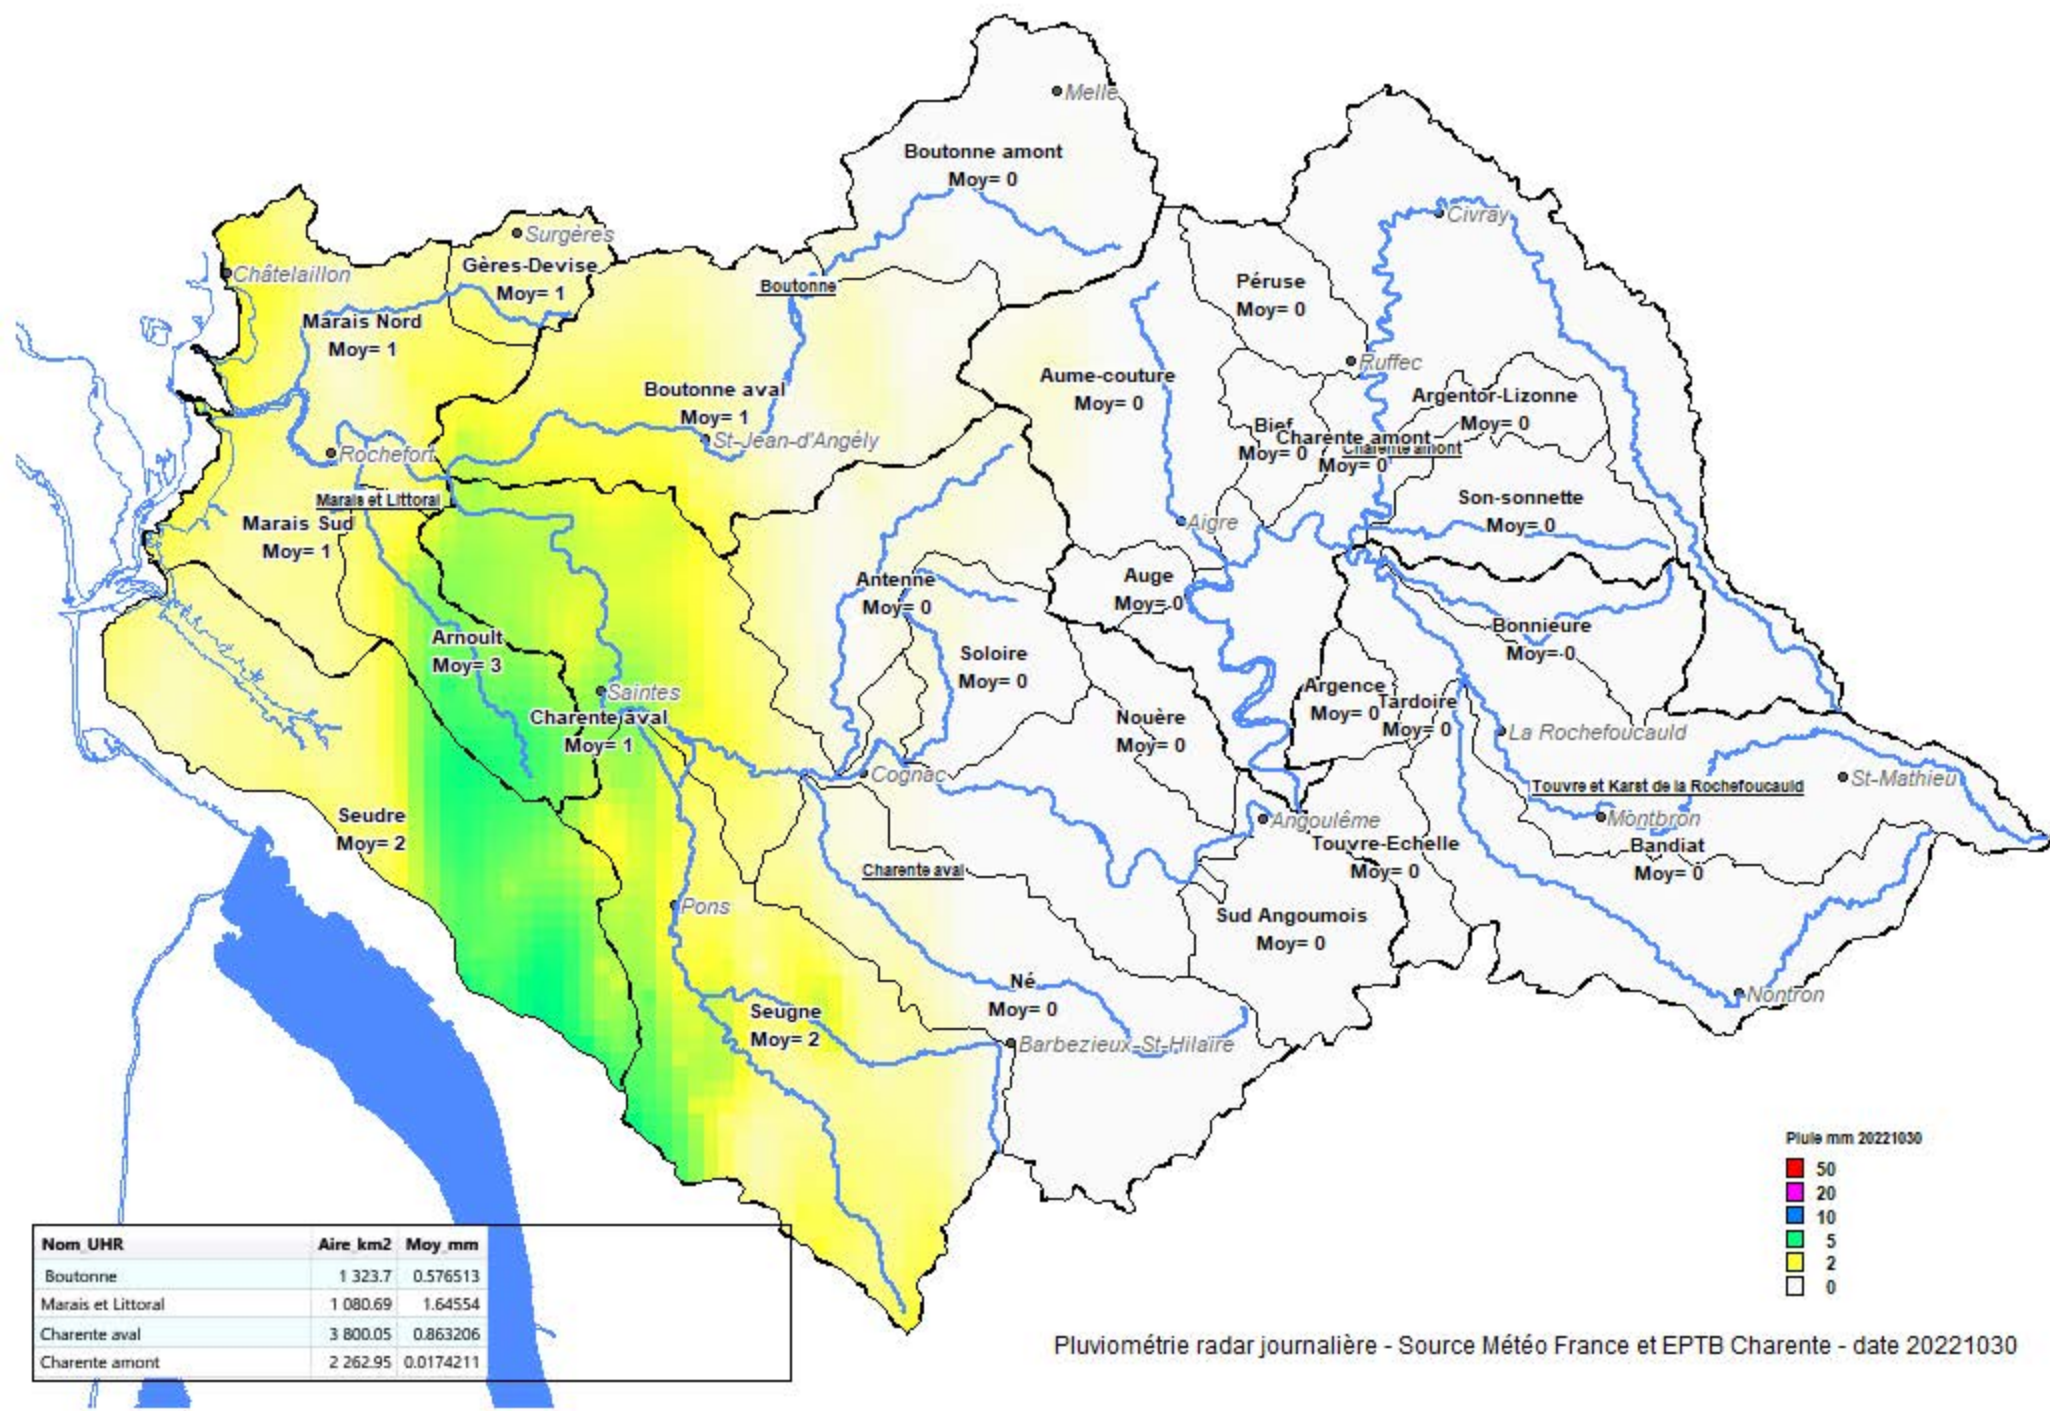 Melle
Boutonne amont
Moy= 0
Civray
Surgères
Châtelaillon
Gères-Devise
Moy= 1
Boutonne
Péruse
Moy= 0
Marais Nord
Moy= 1
Ruffec
Aume-couture
Moy= 0
Boutonne aval
Moy= 1
Argentor-Lizonne
Moy= 0
St-Jean-d'Angély
Bief
Moy= 0
Charente amont
Moy= 0
Charente amont
Rochefort
Marais et Littoral
Son-sonnette
Moy= 0
Marais Sud
Moy= 1
Aigre
Antenne
Moy= 0
Auge
Moy= 0
Arnoult
Moy= 3
Bonnieure
Moy= 0
Soloire
Moy= 0
Saintes
Argence
Moy= 0
Tardoire
Moy= 0
Charente aval
Moy= 1
Nouère
Moy= 0
La Rochefoucauld
Cognac
Touvre et Karst de la Rochefoucauld
St-Mathieu
Seudre
Moy= 2
Angoulême
Montbron
Touvre-Echelle
Moy= 0
Bandiat
Moy= 0
Charente aval
Pons
Sud Angoumois
Moy= 0
Né
Moy= 0
Nontron
Seugne
Moy= 2
Barbezieux-St-Hilaire
Pluie mm 20221030
50
20
10
5
2
0
Nom_UHR Aire_km2 Moy_mm
Boutonne 1 323.7 0.576513
Marais et Littoral 1 080.69 1.64554
Charente aval 3 800.05 0.863206
Charente amont 2 262.95 0.0174211
Pluviométrie radar journalière - Source Météo France et EPTB Charente - date 20221030